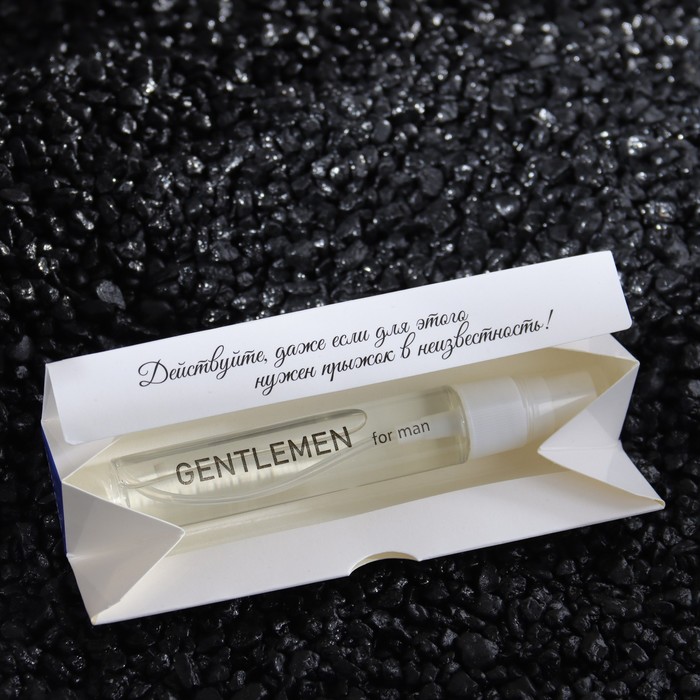 Действуйте, даже если для этого
нужен прыжок в неизвестность!
GENTLEMEN for man